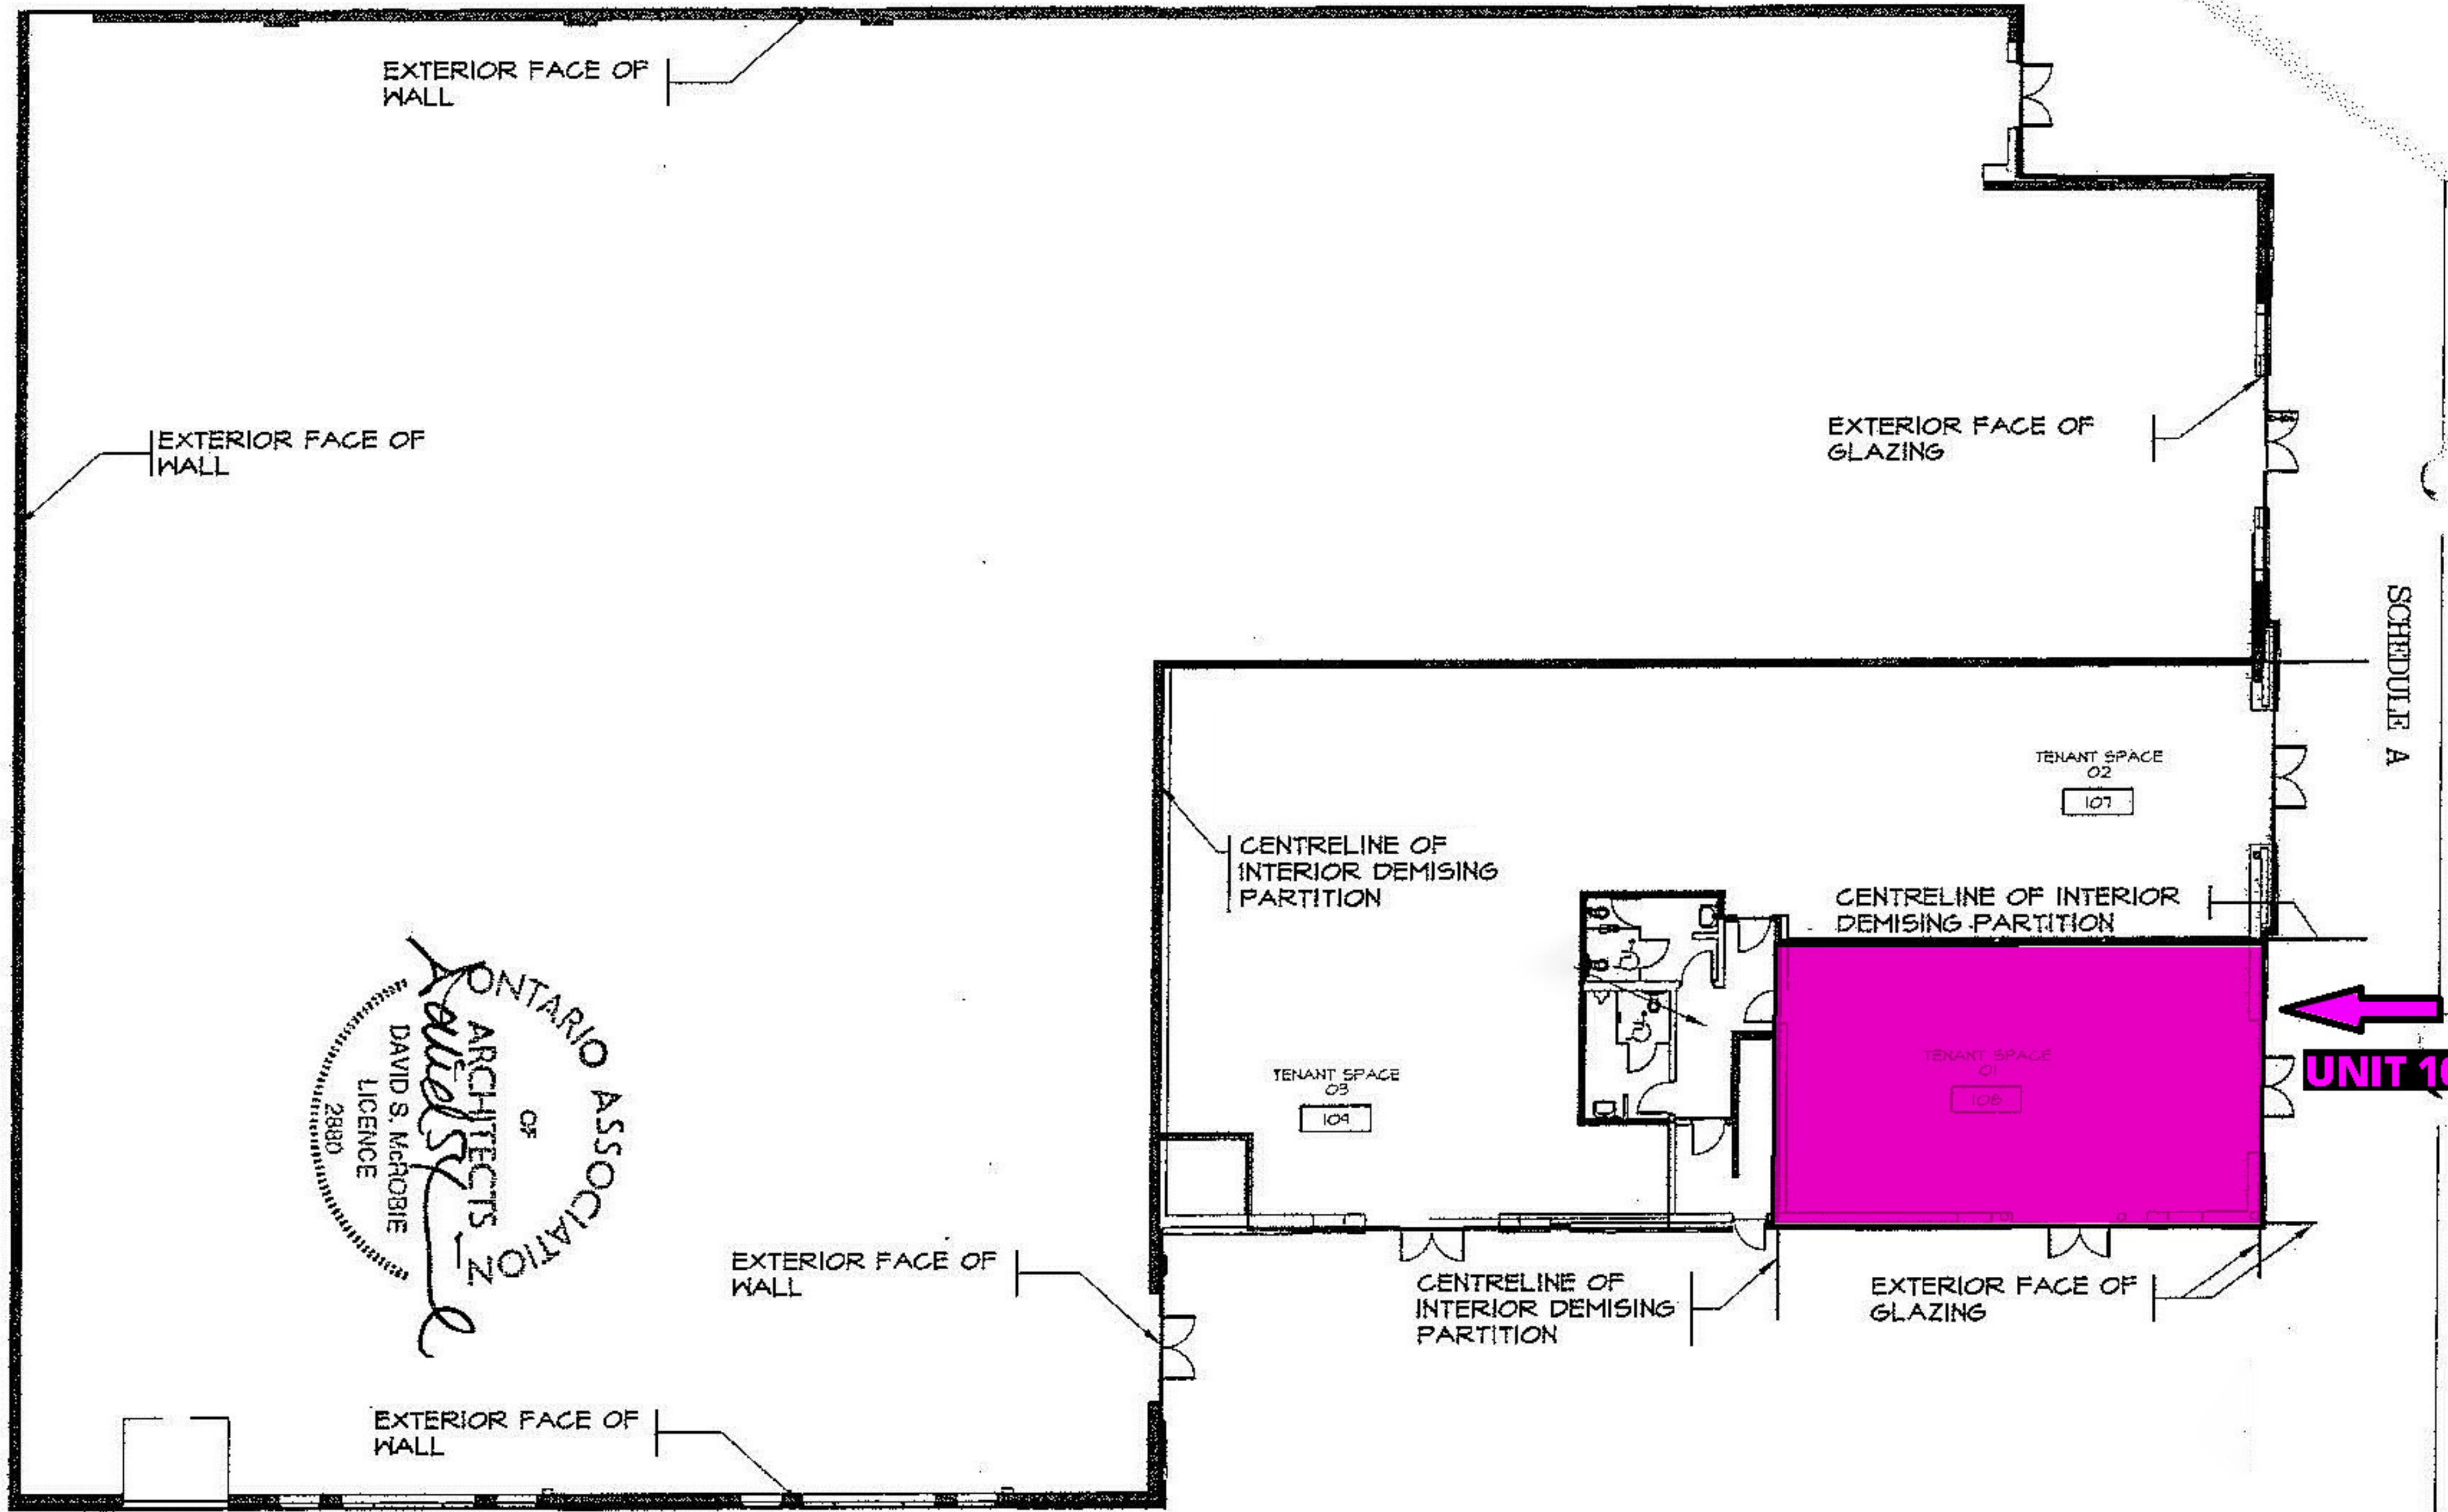 EXTERIOR FACE OF
WALL
EXTERIOR FACE OF
WALL
EXTERIOR FACE OF
GLAZING
SCHEDULE A
TENANT SPACE
02
107
CENTRELINE OF
INTERIOR DEMISING
PARTITION
CENTRELINE OF INTERIOR
DEMISING PARTITION
TENANT SPACE
01
108
UNIT 10
TENANT SPACE
03
109
ONTARIO ASSOCIATION
OF
ARCHITECTS
DAVID S. McROBIE
LICENCE
2880
EXTERIOR FACE OF
WALL
CENTRELINE OF
INTERIOR DEMISING
PARTITION
EXTERIOR FACE OF
GLAZING
EXTERIOR FACE OF
WALL